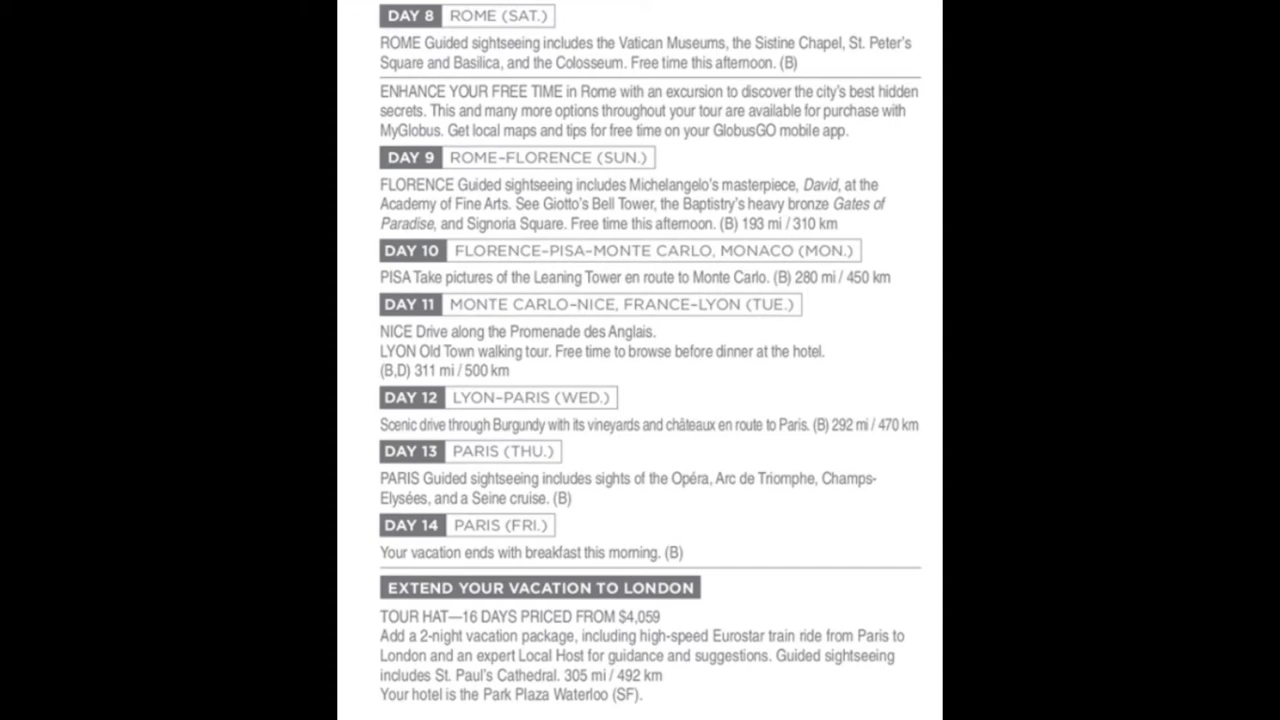 DAY 8 ROME (SAT.)
ROME Guided sightseeing includes the Vatican Museums, the Sistine Chapel, St. Peter's
Square and Basilica, and the Colosseum. Free time this afternoon. (B)
ENHANCE YOUR FREE TIME in Rome with an excursion to discover the city's best hidden
secrets. This and many more options throughout your tour are available for purchase with
MyGlobus. Get local maps and tips for free time on your GlobusGO mobile app.
DAY 9 ROME–FLORENCE (SUN.)
FLORENCE Guided sightseeing includes Michelangelo's masterpiece, David, at the
Academy of Fine Arts. See Giotto's Bell Tower, the Baptistry's heavy bronze Gates of
Paradise, and Signoria Square. Free time this afternoon. (B) 193 mi / 310 km
DAY 10 FLORENCE–PISA–MONTE CARLO, MONACO (MON.)
PISA Take pictures of the Leaning Tower en route to Monte Carlo. (B) 280 mi / 450 km
DAY 11 MONTE CARLO–NICE, FRANCE–LYON (TUE.)
NICE Drive along the Promenade des Anglais.
LYON Old Town walking tour. Free time to browse before dinner at the hotel.
(B,D) 311 mi / 500 km
DAY 12 LYON–PARIS (WED.)
Scenic drive through Burgundy with its vineyards and châteaux en route to Paris. (B) 292 mi / 470 km
DAY 13 PARIS (THU.)
PARIS Guided sightseeing includes sights of the Opéra, Arc de Triomphe, Champs-
Elysées, and a Seine cruise. (B)
DAY 14 PARIS (FRI.)
Your vacation ends with breakfast this morning. (B)
EXTEND YOUR VACATION TO LONDON
TOUR HAT—16 DAYS PRICED FROM $4,059
Add a 2-night vacation package, including high-speed Eurostar train ride from Paris to
London and an expert Local Host for guidance and suggestions. Guided sightseeing
includes St. Paul's Cathedral. 305 mi / 492 km
Your hotel is the Park Plaza Waterloo (SF).